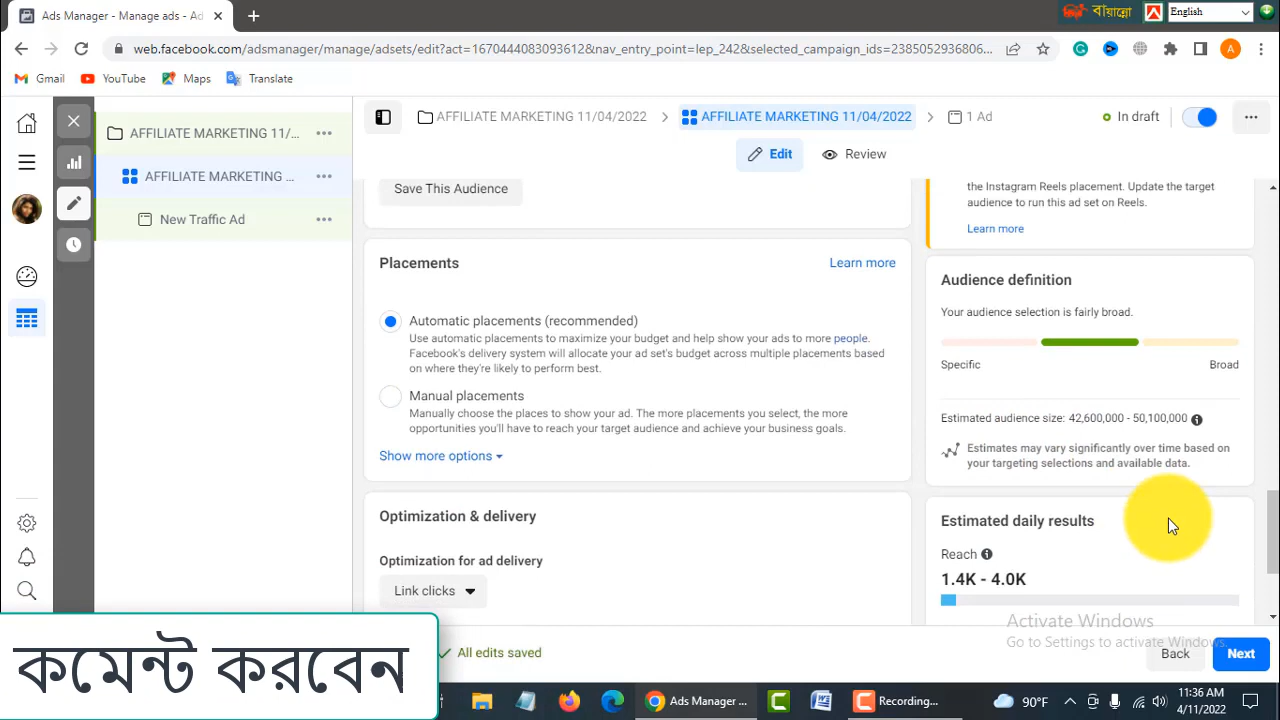 Ads Manager - Manage ads - Ad
বায়ান্নো
English
web.facebook.com/adsmanager/manage/adsets/edit?act=1670444083093612&nav_entry_point=lep_242&selected_campaign_ids=2385052936806...
A
Gmail
YouTube
Maps
Translate
AFFILIATE MARKETING 11/...
AFFILIATE MARKETING ...
New Traffic Ad
AFFILIATE MARKETING 11/04/2022
AFFILIATE MARKETING 11/04/2022
1 Ad
In draft
Edit
Review
Save This Audience
the Instagram Reels placement. Update the target
audience to run this ad set on Reels.
Learn more
Placements
Learn more
Automatic placements (recommended)
Use automatic placements to maximize your budget and help show your ads to more people.
Facebook's delivery system will allocate your ad set's budget across multiple placements based
on where they're likely to perform best.
Manual placements
Manually choose the places to show your ad. The more placements you select, the more
opportunities you'll have to reach your target audience and achieve your business goals.
Show more options
Audience definition
Your audience selection is fairly broad.
Specific
Broad
Estimated audience size: 42,600,000 - 50,100,000
Estimates may vary significantly over time based on
your targeting selections and available data.
Optimization & delivery
Optimization for ad delivery
Link clicks
Estimated daily results
Reach
1.4K - 4.0K
Activate Windows
Go to Settings to activate Windows.
All edits saved
Back
Next
কমেন্ট করবেন
Ads Manager ...
Recording...
90°F
11:36 AM
4/11/2022